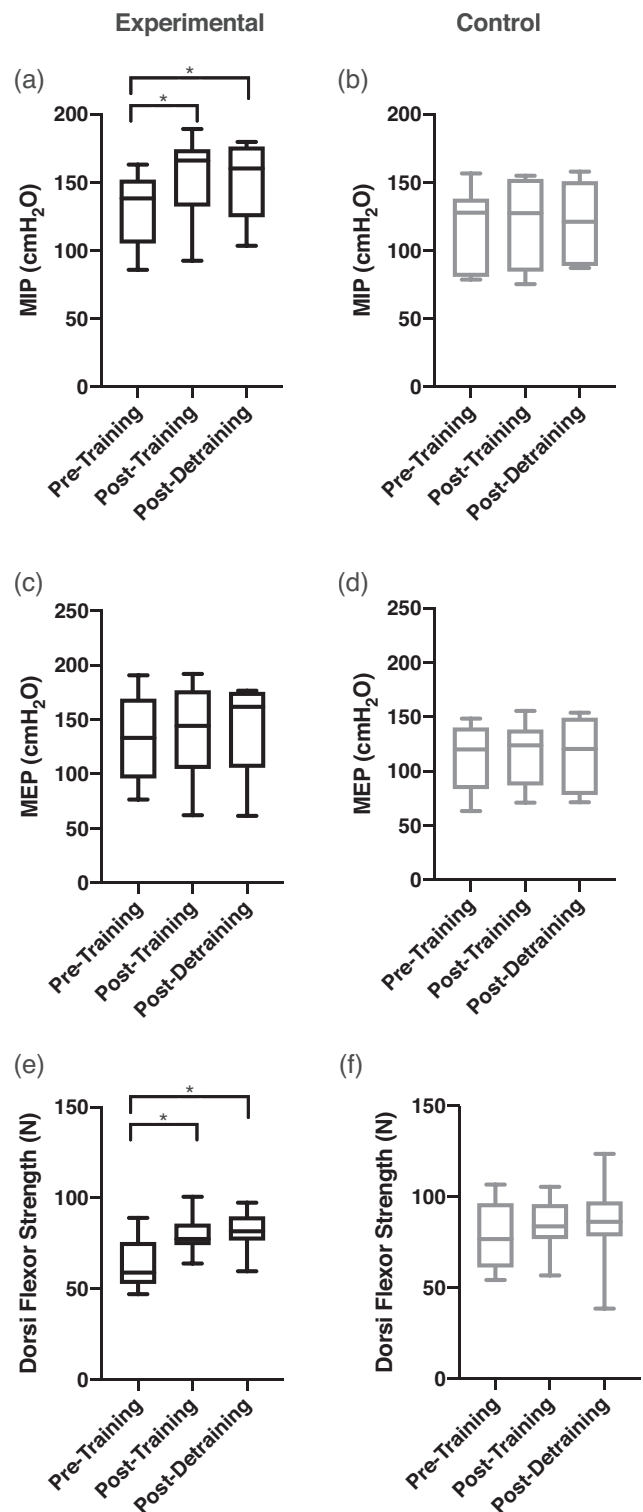 Experimental
Control
(a)
*
*
MIP (cmH₂O)
200
150
100
50
0
Pre-Training
Post-Training
Post-Detraining
(b)
MIP (cmH₂O)
200
150
100
50
0
Pre-Training
Post-Training
Post-Detraining
(c)
MEP (cmH₂O)
250
200
150
100
50
0
Pre-Training
Post-Training
Post-Detraining
(d)
MEP (cmH₂O)
250
200
150
100
50
0
Pre-Training
Post-Training
Post-Detraining
(e)
*
*
Dorsi Flexor Strength (N)
150
100
50
0
Pre-Training
Post-Training
Post-Detraining
(f)
Dorsi Flexor Strength (N)
150
100
50
0
Pre-Training
Post-Training
Post-Detraining